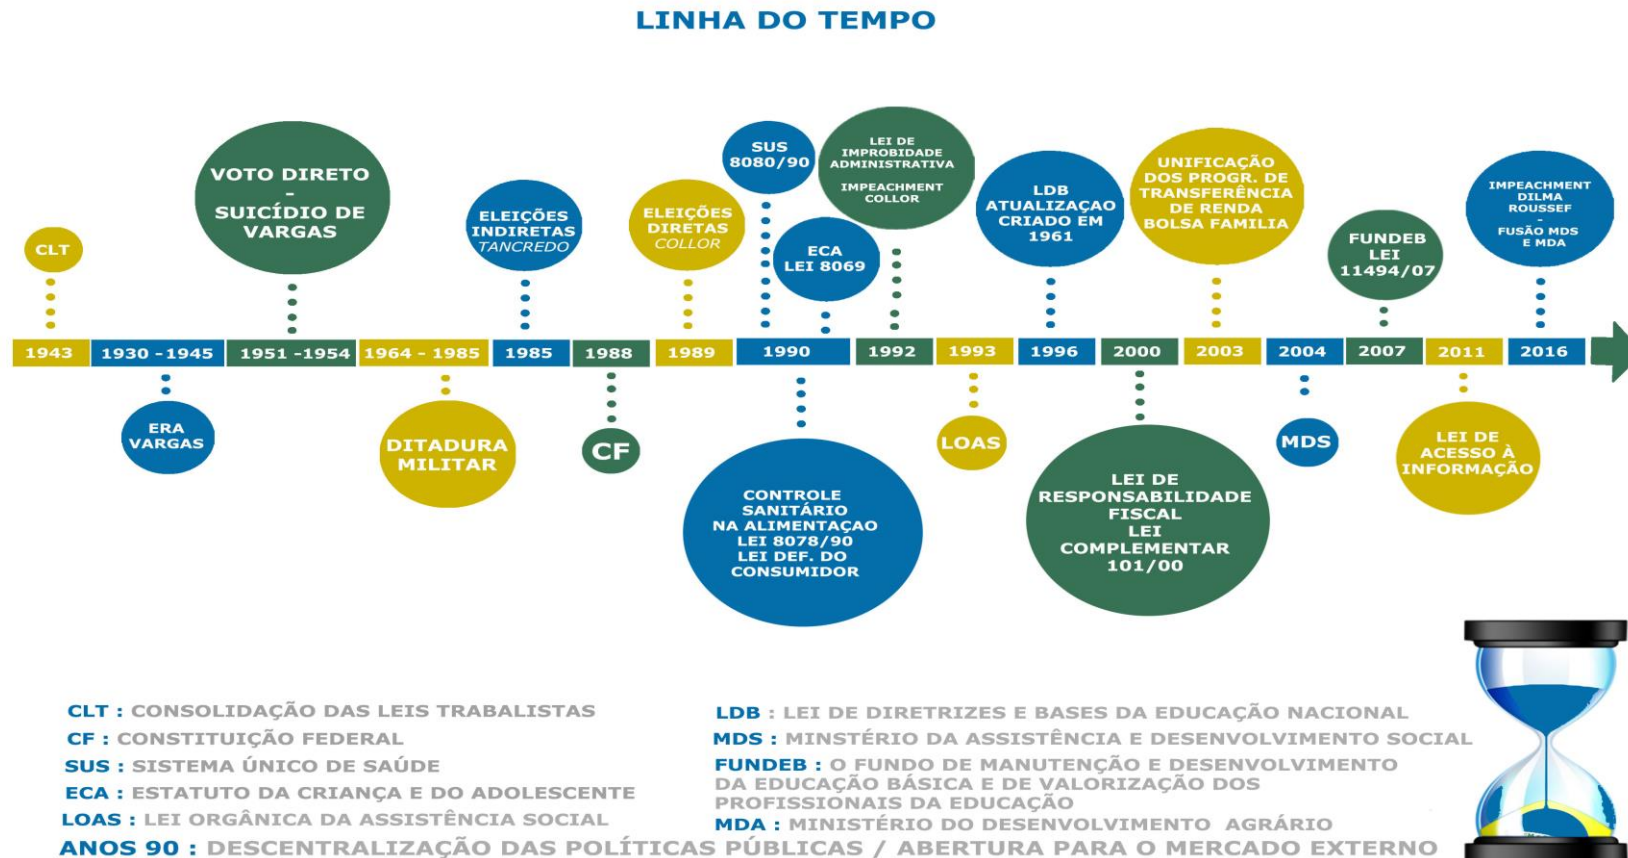 LINHA DO TEMPO
CLT
VOTO DIRETO
-
SUICÍDIO DE
VARGAS
ELEIÇÕES
INDIRETAS
TANCREDO
ELEIÇÕES
DIRETAS
COLLOR
SUS
8080/90
ECA
LEI 8069
LEI DE
IMPROBIDADE
ADMINISTRATIVA
IMPEACHMENT
COLLOR
LDB
ATUALIZAÇAO
CRIADO EM
1961
UNIFICAÇÃO
DOS PROGR. DE
TRANSFERÊNCIA
DE RENDA
BOLSA FAMILIA
FUNDEB
LEI
11494/07
IMPEACHMENT
DILMA
ROUSSEF
-
FUSÃO MDS
E MDA
1943 1930 -1945 1951 -1954 1964 - 1985 1985 1988 1989 1990 1992 1993 1996 2000 2003 2004 2007 2011 2016
ERA
VARGAS
DITADURA
MILITAR
CF
CONTROLE
SANITÁRIO
NA ALIMENTAÇAO
LEI 8078/90
LEI DEF. DO
CONSUMIDOR
LOAS
LEI DE
RESPONSABILIDADE
FISCAL
LEI
COMPLEMENTAR
101/00
MDS
LEI DE
ACESSO À
INFORMAÇÃO
CLT : CONSOLIDAÇÃO DAS LEIS TRABALISTAS
CF : CONSTITUIÇÃO FEDERAL
SUS : SISTEMA ÚNICO DE SAÚDE
ECA : ESTATUTO DA CRIANÇA E DO ADOLESCENTE
LOAS : LEI ORGÂNICA DA ASSISTÊNCIA SOCIAL
LDB : LEI DE DIRETRIZES E BASES DA EDUCAÇÃO NACIONAL
MDS : MINSTÉRIO DA ASSISTÊNCIA E DESENVOLVIMENTO SOCIAL
FUNDEB : O FUNDO DE MANUTENÇÃO E DESENVOLVIMENTO
DA EDUCAÇÃO BÁSICA E DE VALORIZAÇÃO DOS
PROFISSIONAIS DA EDUCAÇÃO
MDA : MINISTÉRIO DO DESENVOLVIMENTO AGRÁRIO
ANOS 90 : DESCENTRALIZAÇÃO DAS POLÍTICAS PÚBLICAS / ABERTURA PARA O MERCADO EXTERNO